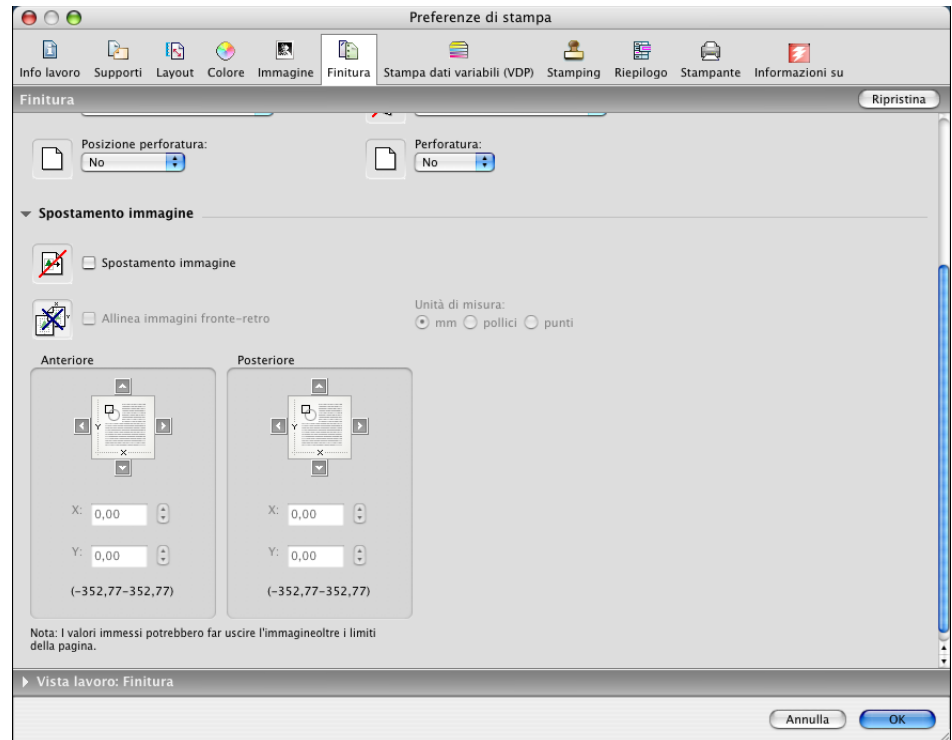 Preferenze di stampa
Info lavoro Supporti Layout Colore Immagine Finitura Stampa dati variabili (VDP) Stamping Riepilogo Stampante Informazioni su
Finitura Ripristina
Posizione perforatura: Perforatura:
No No
Spostamento immagine
Spostamento immagine
Unità di misura:
Allinea immagini fronte-retro mm pollici punti
Anteriore Posteriore
Y Y
X X
X: 0,00 X: 0,00
Y: 0,00 Y: 0,00
(-352,77-352,77) (-352,77-352,77)
Nota: I valori immessi potrebbero far uscire l'immagineoltre i limiti
della pagina.
Vista lavoro: Finitura
Annulla OK